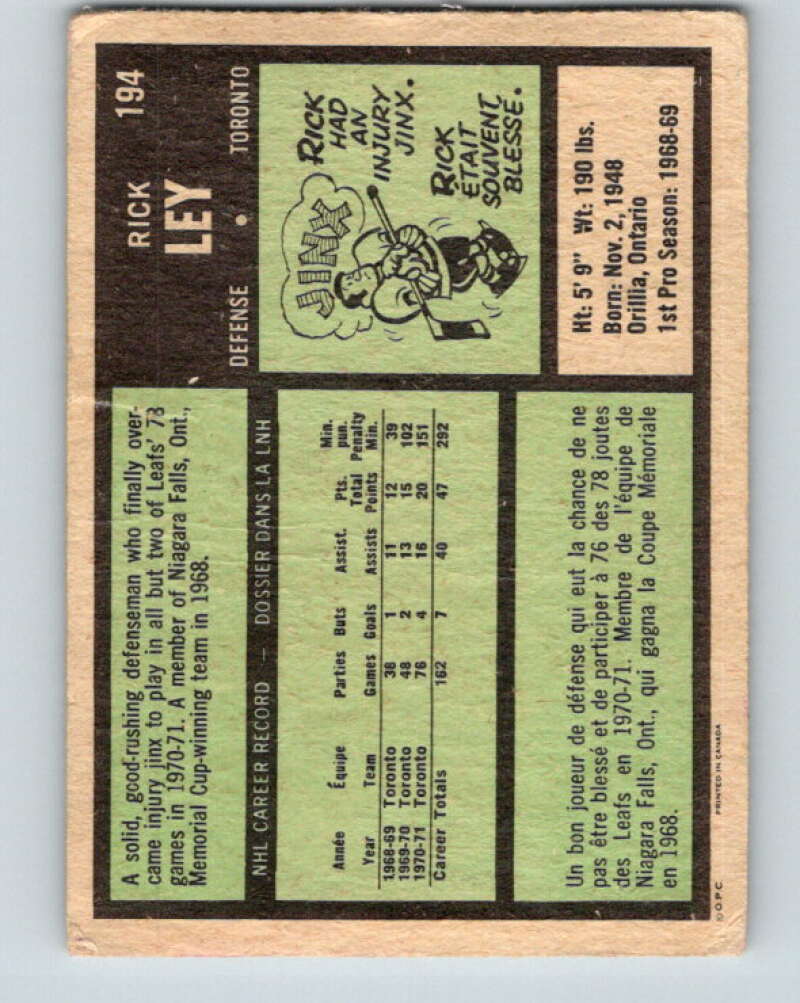 RICK 194
LEY
DEFENSE • TORONTO
A solid, good-rushing defenseman who finally over-
came injury jinx to play in all but two of Leafs' 78
games in 1970-71. A member of Niagara Falls, Ont.,
Memorial Cup-winning team in 1968.
JINX
RICK
HAD
AN
INJURY
JINX.
RICK
ÉTAIT
SOUVENT
BLESSÉ.
NHL CAREER RECORD — DOSSIER DANS LA LNH
Min.
Pts. pun.
Année Équipe Parties Buts Assist. Total Penalty
Year Team Games Goals Assists Points Min.
1968-69 Toronto 38 1 11 12 39
1969-70 Toronto 48 2 13 15 102
1970-71 Toronto 76 4 16 20 151
Career Totals 162 7 40 47 292
Ht: 5' 9" Wt: 190 lbs.
Born: Nov. 2, 1948
Orillia, Ontario
1st Pro Season: 1968-69
Un bon joueur de défense qui eut la chance de ne
pas être blessé et de participer à 76 des 78 joutes
des Leafs en 1970-71. Membre de l'équipe de
Niagara Falls, Ont., qui gagna la Coupe Mémoriale
en 1968.
© O.P.C. PRINTED IN CANADA